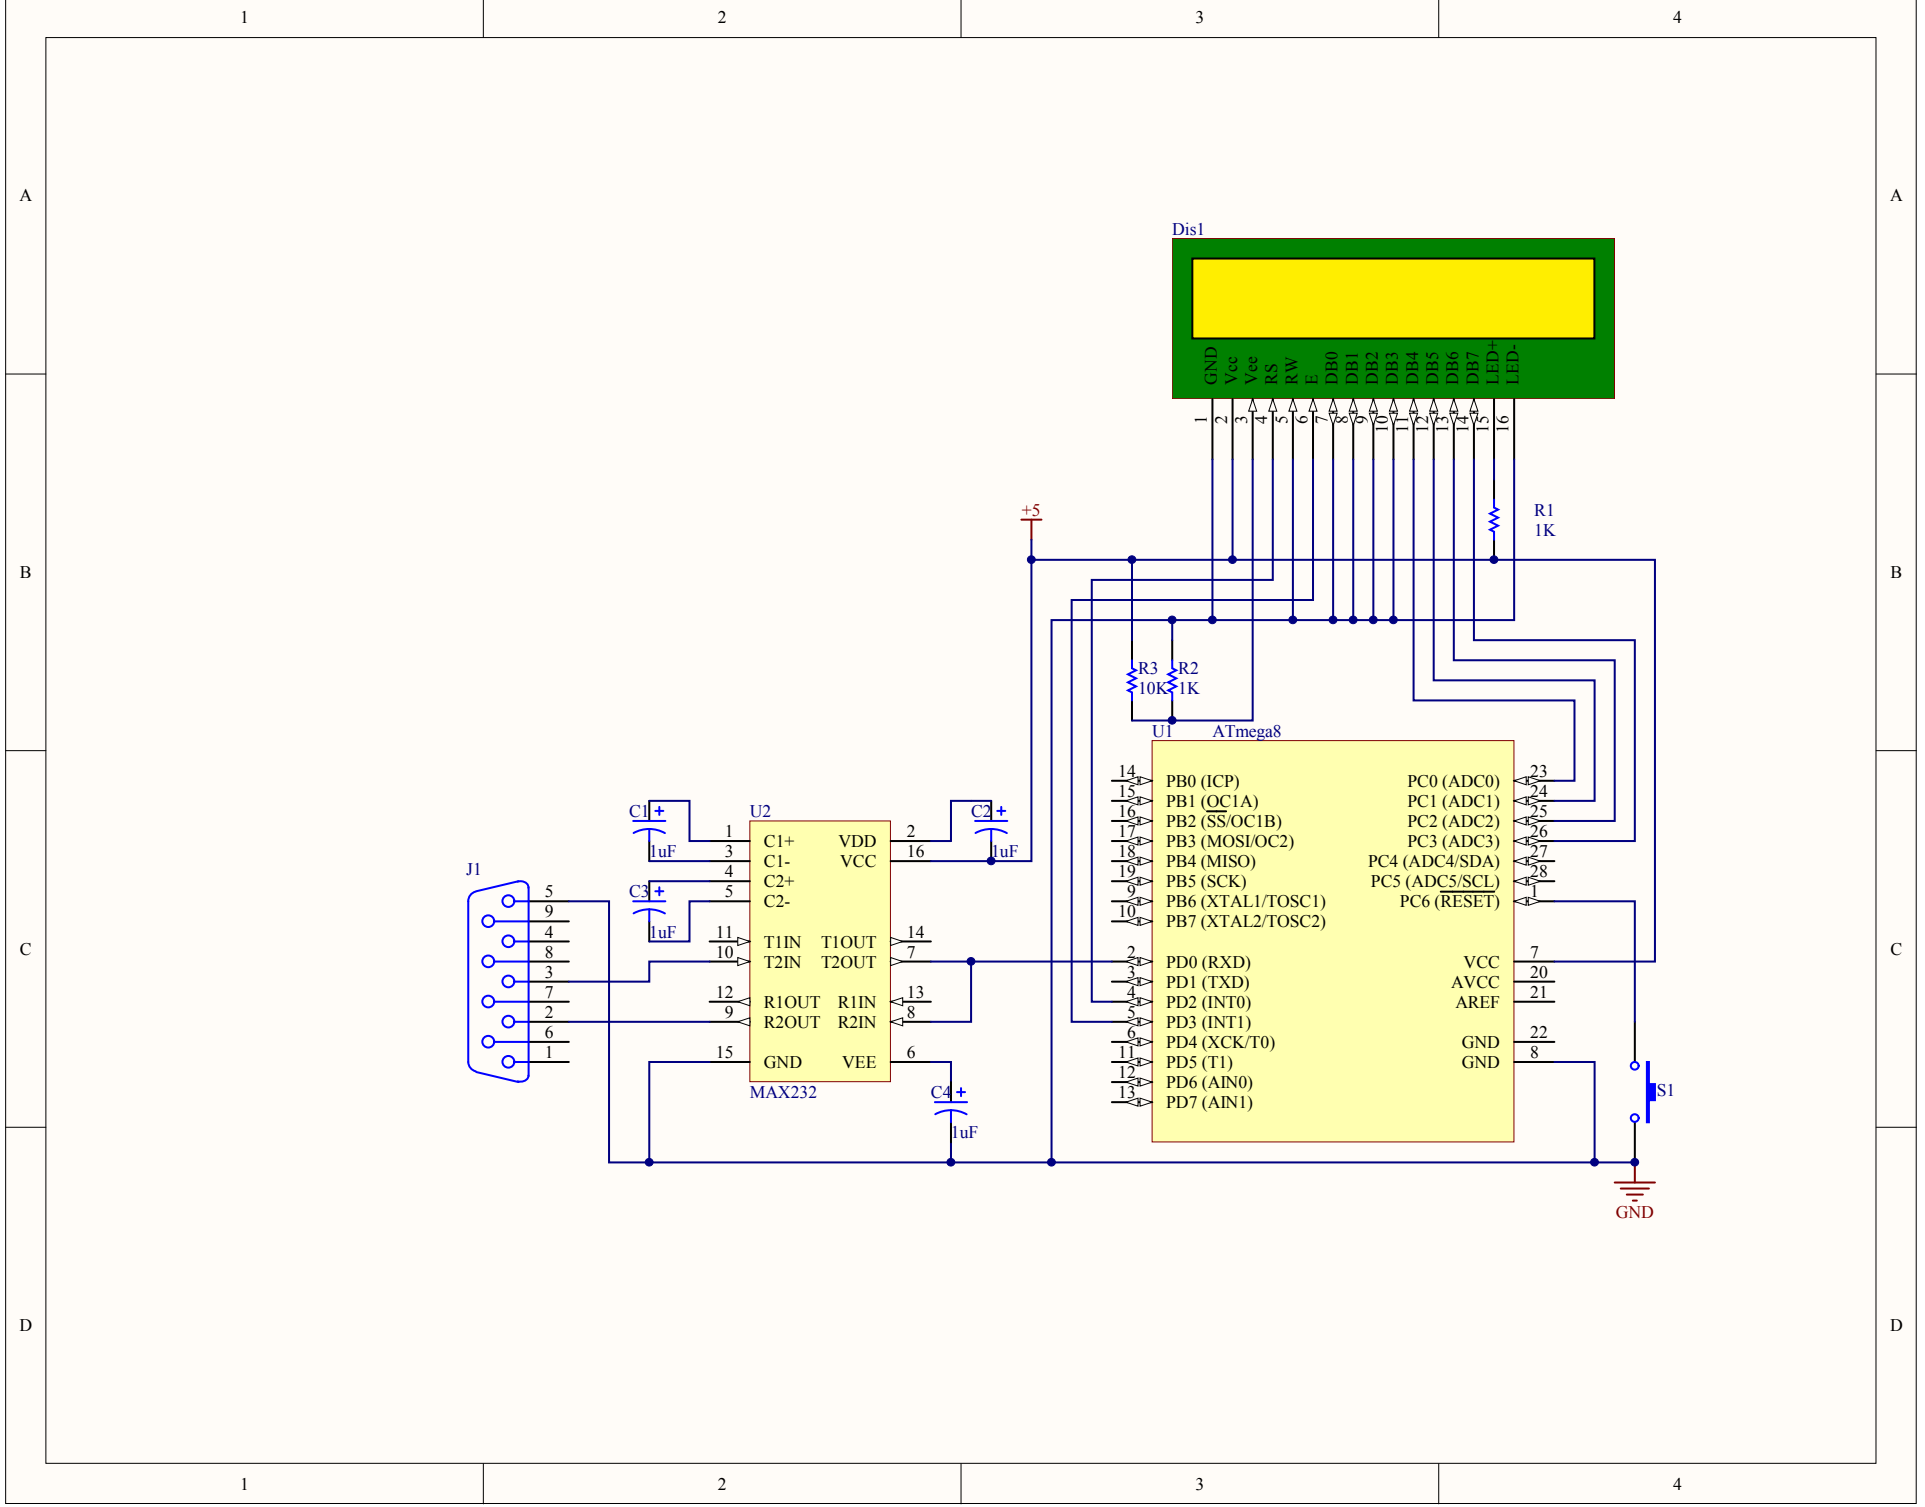 1 2 3 4
A A
Dis1
GND Vcc Vee RS RW E DB0 DB1 DB2 DB3 DB4 DB5 DB6 DB7 LED+ LED-
1 2 3 4 5 6 7 8 9 10 11 12 13 14 15 16
+5
R1
1K
B B
R3 R2
10K 1K
U1 ATmega8
14 PB0 (ICP) PC0 (ADC0) 23
15 PB1 (OC1A) PC1 (ADC1) 24
16 PB2 (SS/OC1B) PC2 (ADC2) 25
17 PB3 (MOSI/OC2) PC3 (ADC3) 26
18 PB4 (MISO) PC4 (ADC4/SDA) 27
19 PB5 (SCK) PC5 (ADC5/SCL) 28
9 PB6 (XTAL1/TOSC1) PC6 (RESET) 1
10 PB7 (XTAL2/TOSC2)
2 PD0 (RXD) VCC 7
3 PD1 (TXD) AVCC 20
4 PD2 (INT0) AREF 21
5 PD3 (INT1)
6 PD4 (XCK/T0) GND 22
11 PD5 (T1) GND 8
12 PD6 (AIN0)
13 PD7 (AIN1)
C1 +
1uF
U2
C2 +
1uF
1 C1+ VDD 2
3 C1- VCC 16
4 C2+
5 C2-
C3 +
1uF
11 T1IN T1OUT 14
10 T2IN T2OUT 7
12 R1OUT R1IN 13
9 R2OUT R2IN 8
15 GND VEE 6
MAX232
C4 +
1uF
J1
5
9
4
8
3
7
2
6
1
S1
GND
C C
D D
1 2 3 4